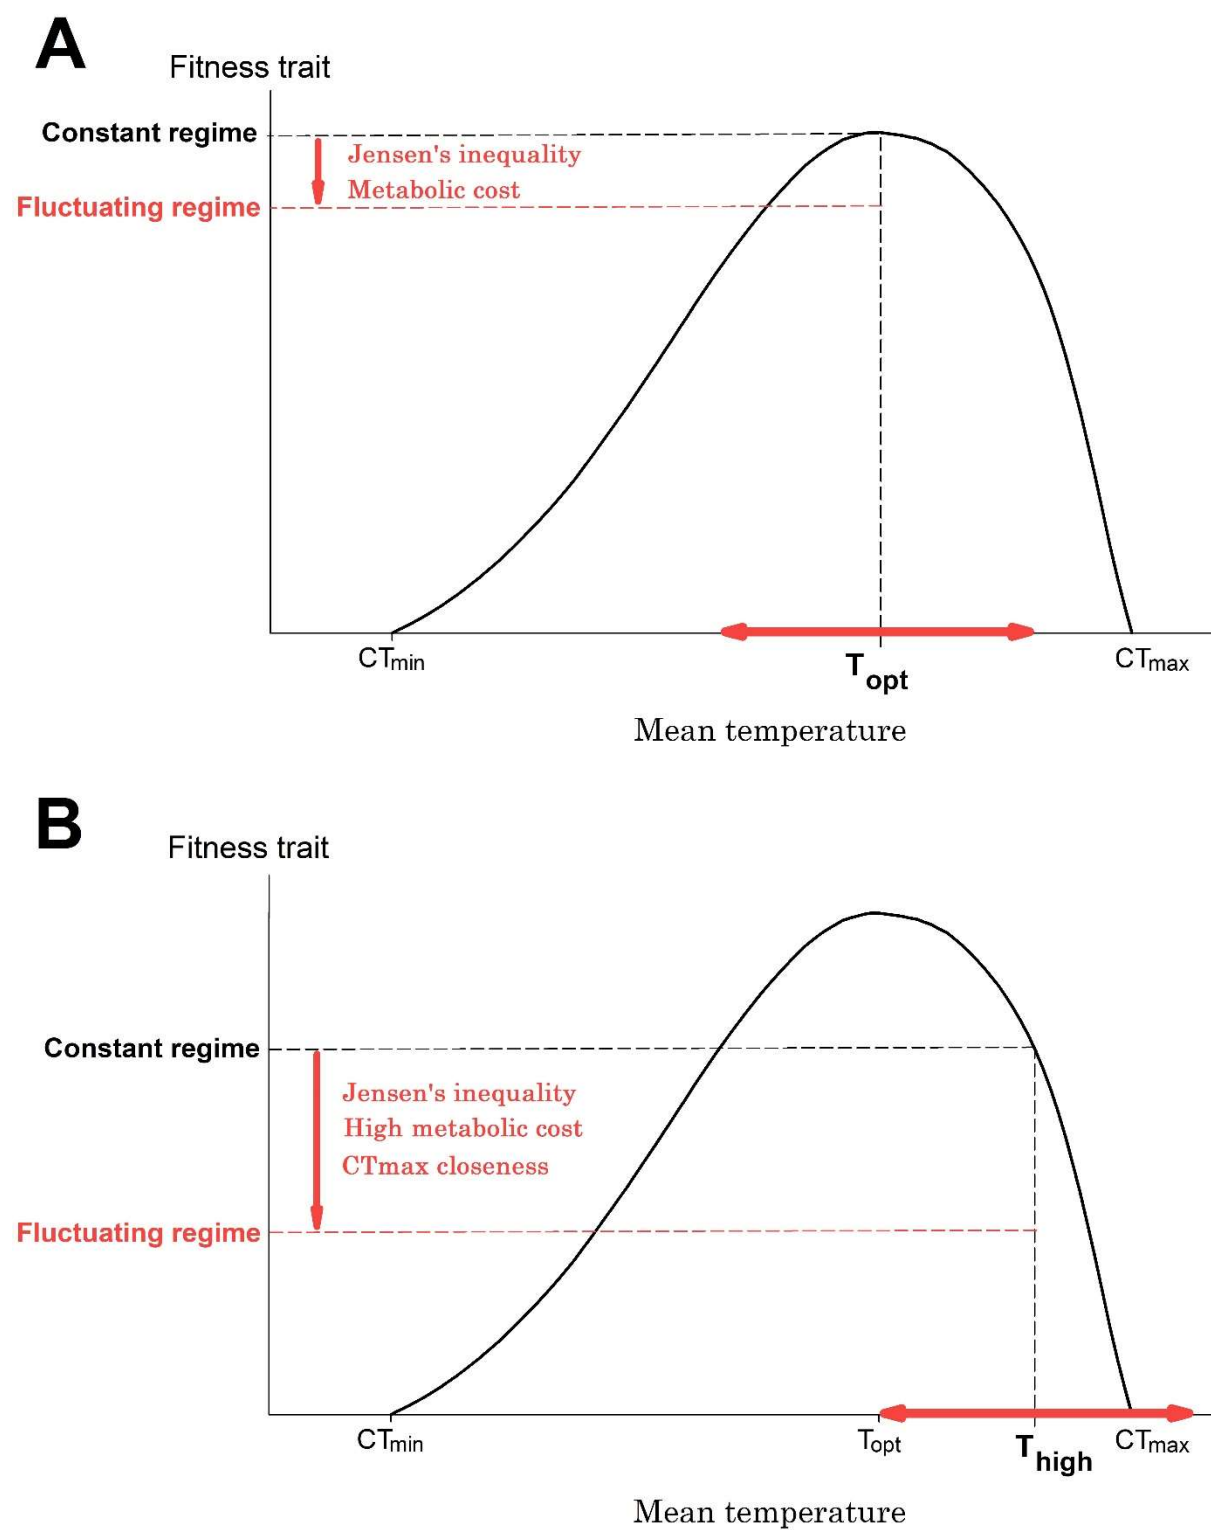 A
Fitness trait
Constant regime
Jensen's inequality
Metabolic cost
Fluctuating regime
CTmin
Topt
CTmax
Mean temperature
B
Fitness trait
Constant regime
Jensen's inequality
High metabolic cost
CTmax closeness
Fluctuating regime
CTmin
Topt
Thigh
CTmax
Mean temperature